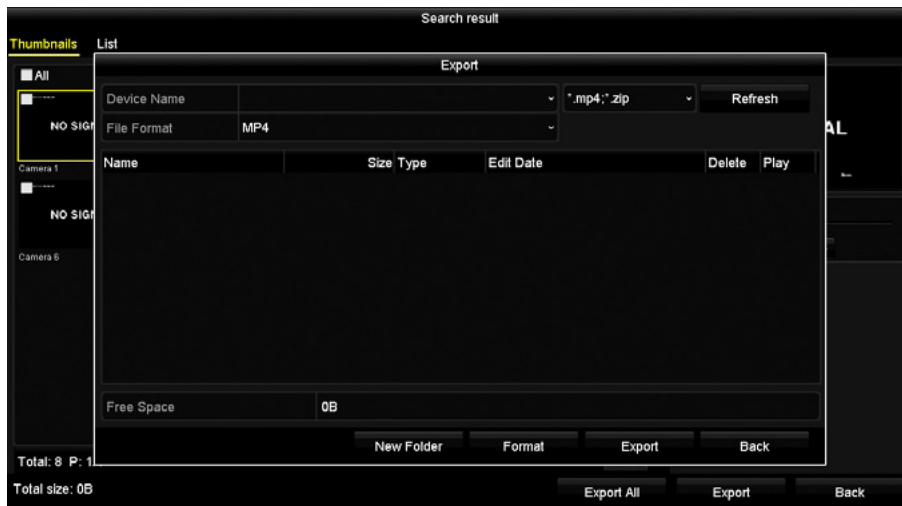 Search result
Thumbnails List
Export
All
Device Name *.mp4;*.zip Refresh
NO SIG
File Format MP4
AL
Camera 1
Name Size Type Edit Date Delete Play
NO SIG
Camera 6
Free Space 0B
New Folder Format Export Back
Total: 8 P: 1
Total size: 0B
Export All Export Back